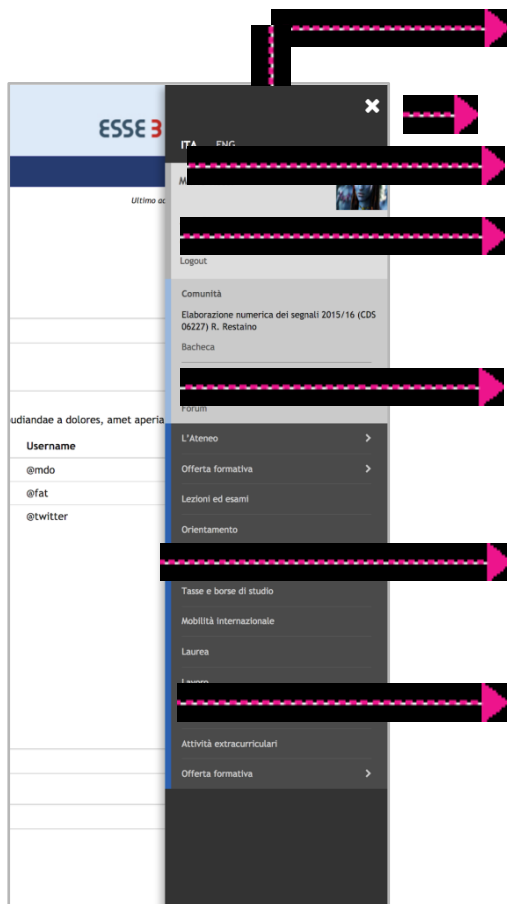 ESSE3
ITA ENG
Ultimo ac
Logout
Comunità
Elaborazione numerica dei segnali 2015/16 (CDS
06227) R. Restaino
Bacheca
Forum
udiandae a dolores, amet aperia
Username
@mdo
@fat
@twitter
L'Ateneo
Offerta formativa
Lezioni ed esami
Orientamento
Tasse e borse di studio
Mobilità internazionale
Laurea
Lavoro
Attività extracurriculari
Offerta formativa